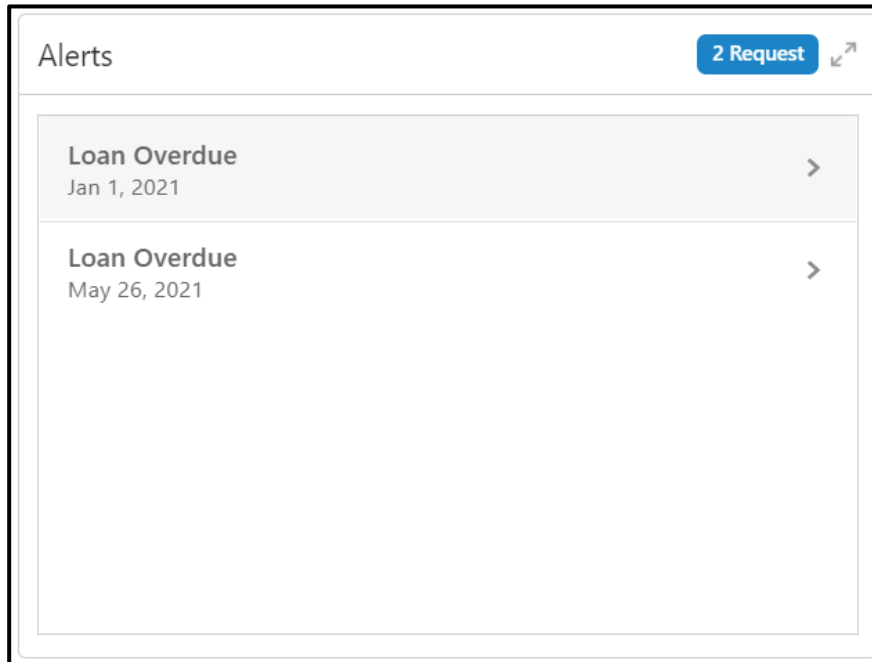 Alerts
2 Request
Loan Overdue
Jan 1, 2021
Loan Overdue
May 26, 2021